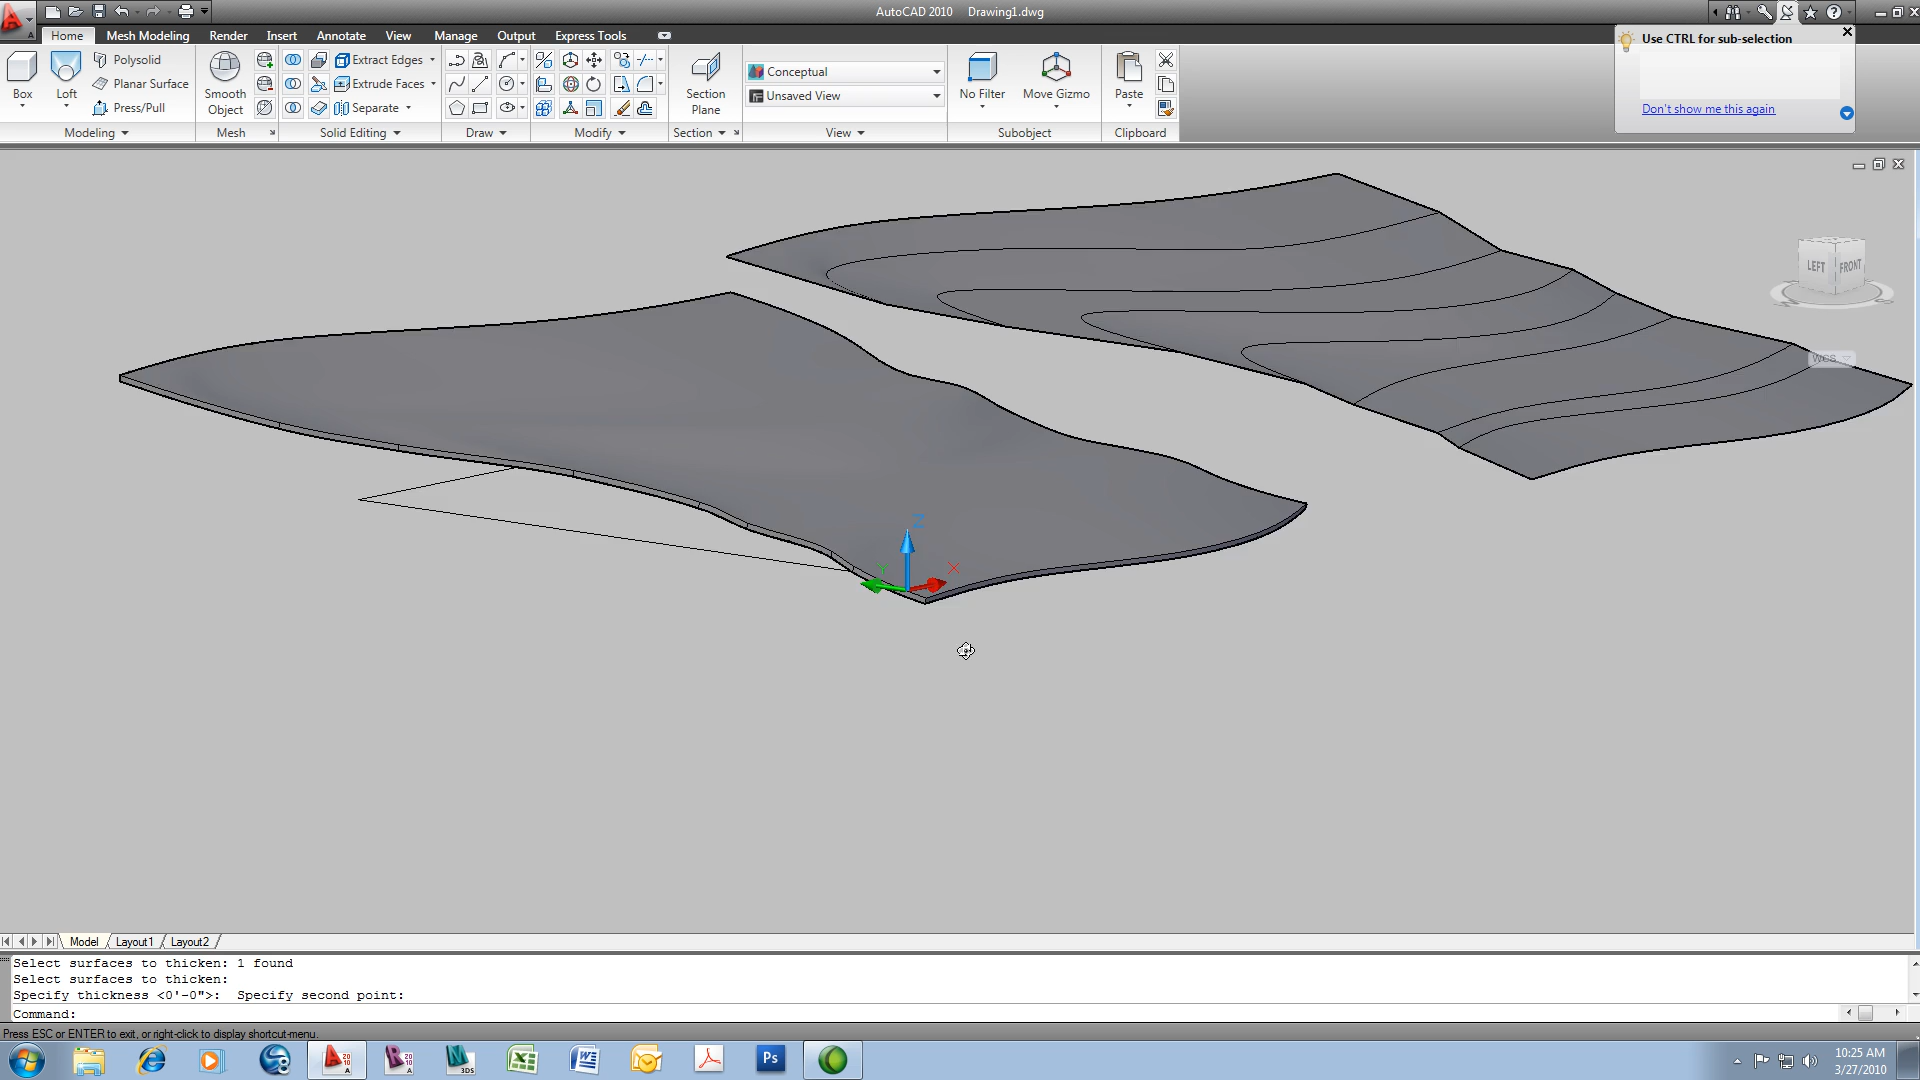 AutoCAD 2010 Drawing1.dwg
Home Mesh Modeling Render Insert Annotate View Manage Output Express Tools
Use CTRL for sub-selection
Don't show me this again
Box
Loft
Polysolid
Planar Surface
Press/Pull
Smooth
Object
Extract Edges
Extrude Faces
Separate
Section
Plane
Conceptual
Unsaved View
No Filter
Move Gizmo
Paste
Modeling
Mesh
Solid Editing
Draw
Modify
Section
View
Subobject
Clipboard
LEFT
FRONT
WCS
Z
Y
X
Model Layout1 Layout2
Select surfaces to thicken: 1 found
Select surfaces to thicken:
Specify thickness <0'-0">: Specify second point:
Command:
Press ESC or ENTER to exit, or right-click to display shortcut-menu.
Ps
10:25 AM
3/27/2010